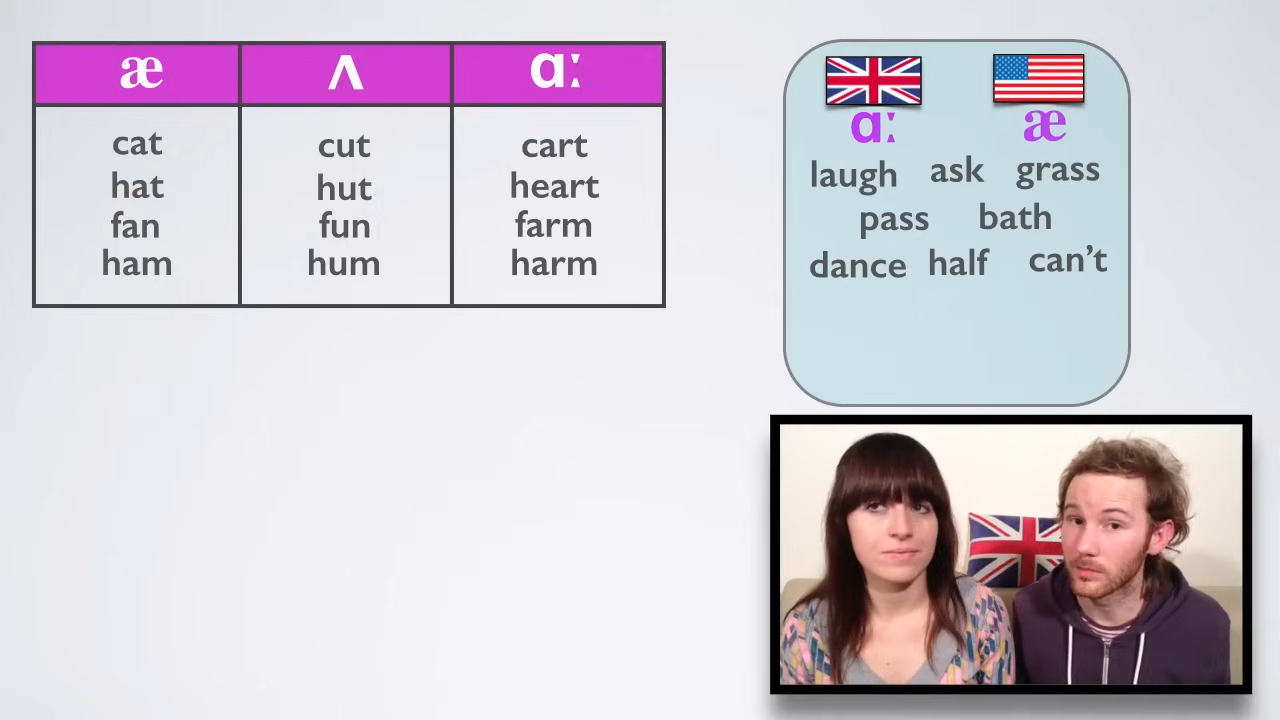 æ ʌ ɑː
cat cut cart
hat hut heart
fan fun farm
ham hum harm
ɑː æ
laugh ask grass
pass bath
dance half can’t